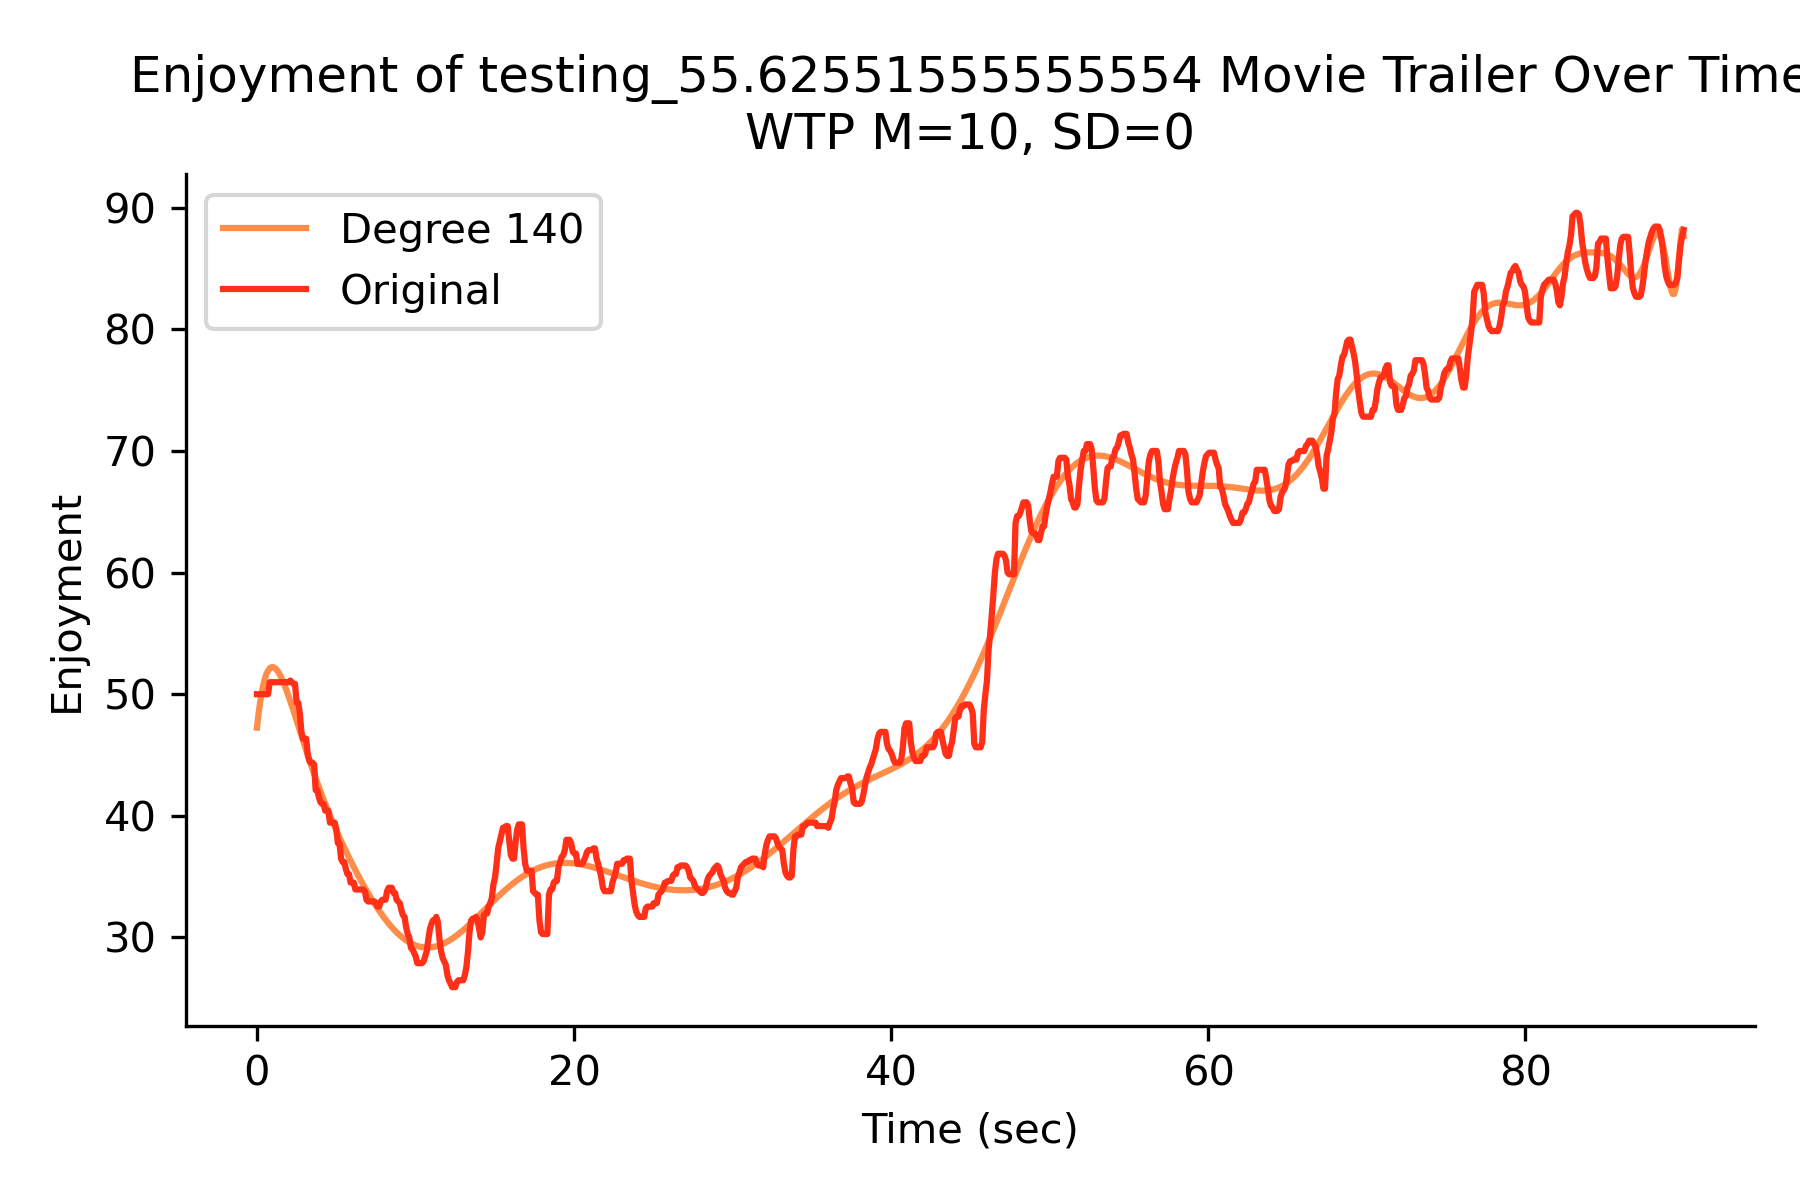 Enjoyment of testing_55.62551555555554 Movie Trailer Over Time
WTP M=10, SD=0
90
80
70
60
50
40
30
Enjoyment
Degree 140
Original
0 20 40 60 80
Time (sec)